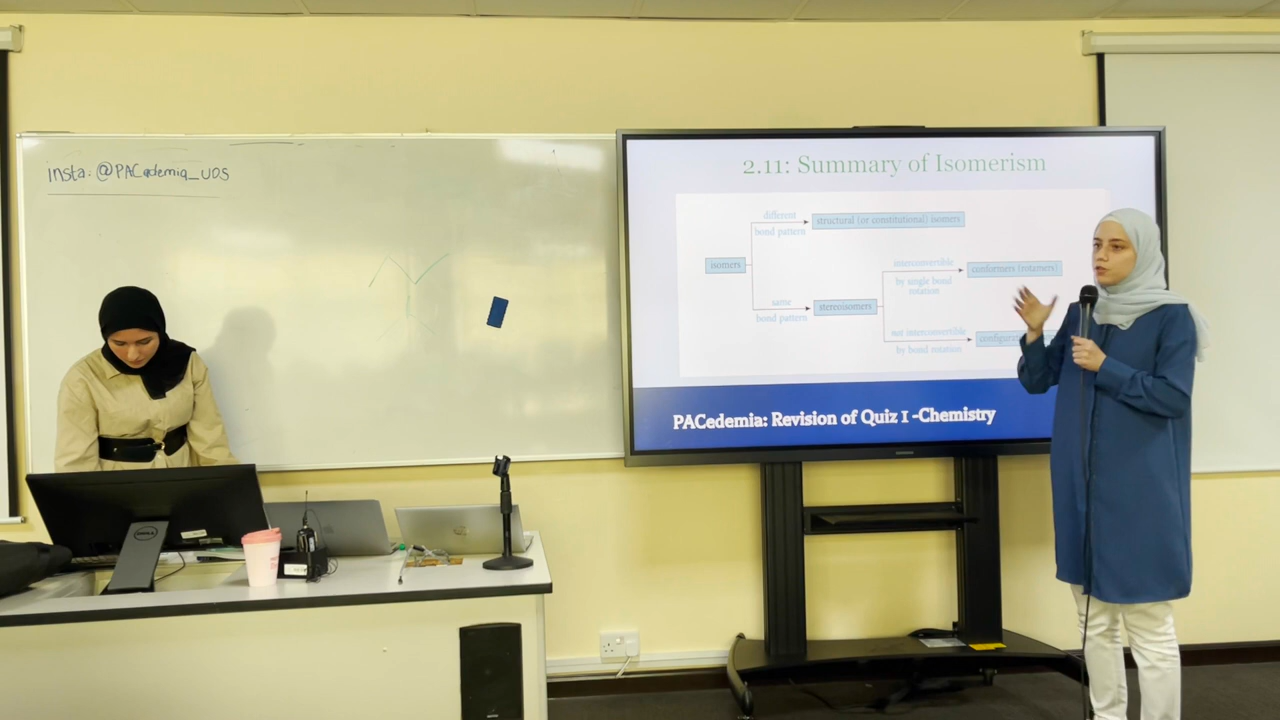 insta: @PACademia_UOS
2.11: Summary of Isomerism
different
bond pattern
structural (or constitutional) isomers
isomers
interconvertible
by single bond
rotation
conformers (rotamers)
same
bond pattern
stereoisomers
not interconvertible
by bond rotation
PACedemia: Revision of Quiz 1 -Chemistry
DELL